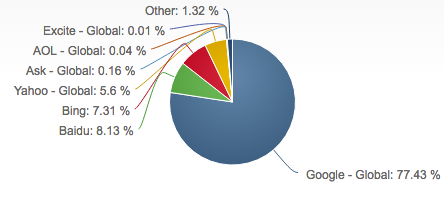 Other: 1.32 %
Excite - Global: 0.01 %
AOL - Global: 0.04 %
Ask - Global: 0.16 %
Yahoo - Global: 5.6 %
Bing: 7.31 %
Baidu: 8.13 %
Google - Global: 77.43 %